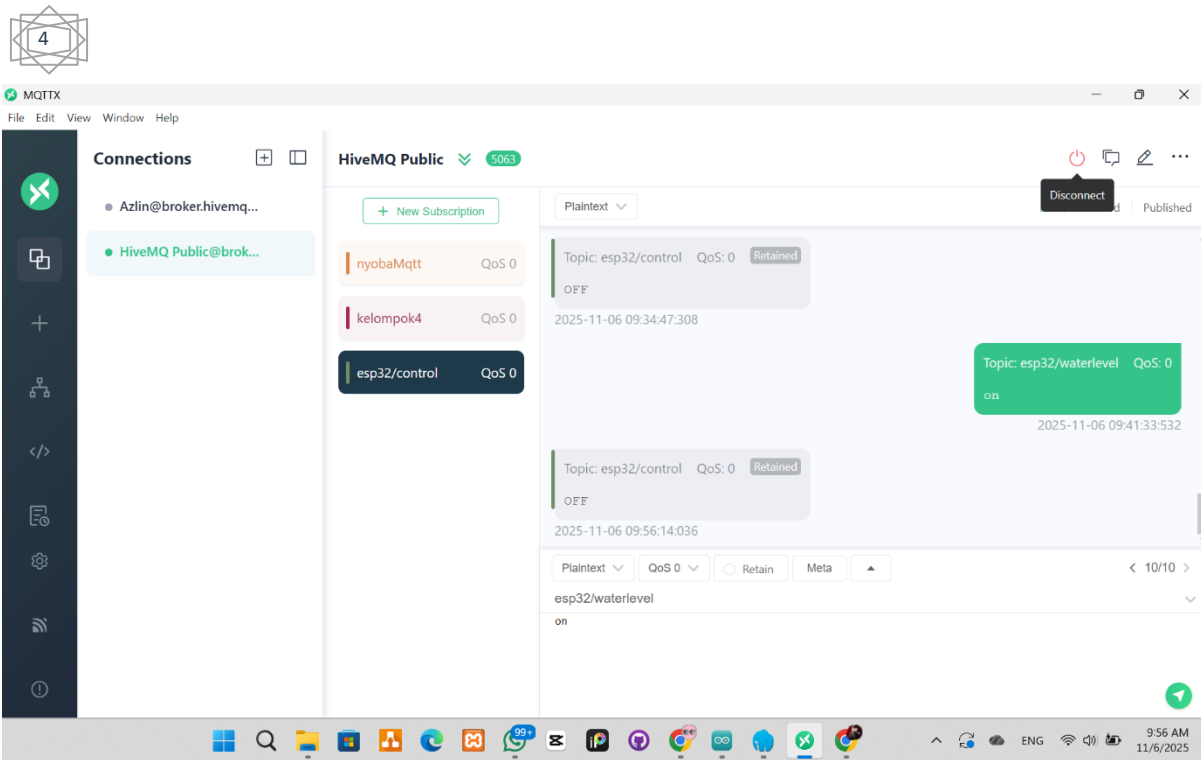 4
MQTTX
File Edit View Window Help
Connections
HiveMQ Public 5063
Disconnect
Azlin@broker.hivemq...
+ New Subscription
Plaintext
d Published
HiveMQ Public@brok...
nyobaMqtt QoS 0
Topic: esp32/control QoS: 0 Retained
OFF
2025-11-06 09:34:47:308
kelompok4 QoS 0
esp32/control QoS 0
Topic: esp32/waterlevel QoS: 0
on
2025-11-06 09:41:33:532
Topic: esp32/control QoS: 0 Retained
OFF
2025-11-06 09:56:14:036
Plaintext QoS 0 Retain Meta 10/10
esp32/waterlevel
on
99+
ENG
9:56 AM
11/6/2025